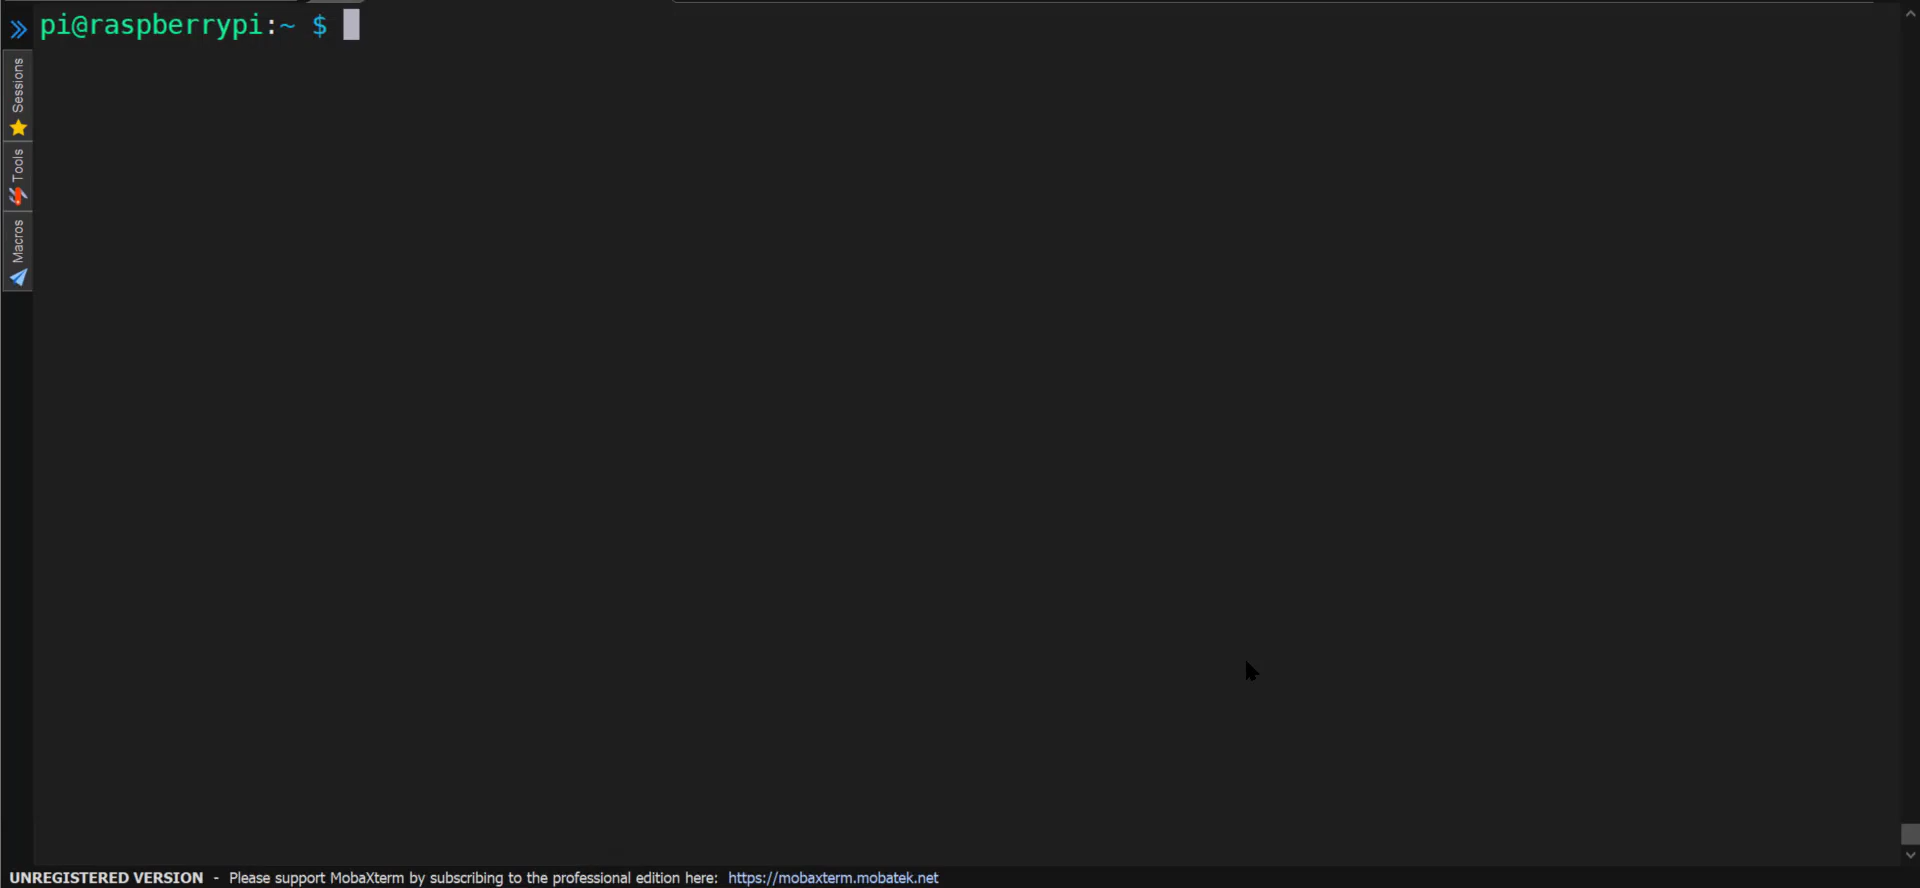 pi@raspberrypi:~ $
Sessions
Tools
Macros
UNREGISTERED VERSION - Please support MobaXterm by subscribing to the professional edition here: https://mobaxterm.mobatek.net